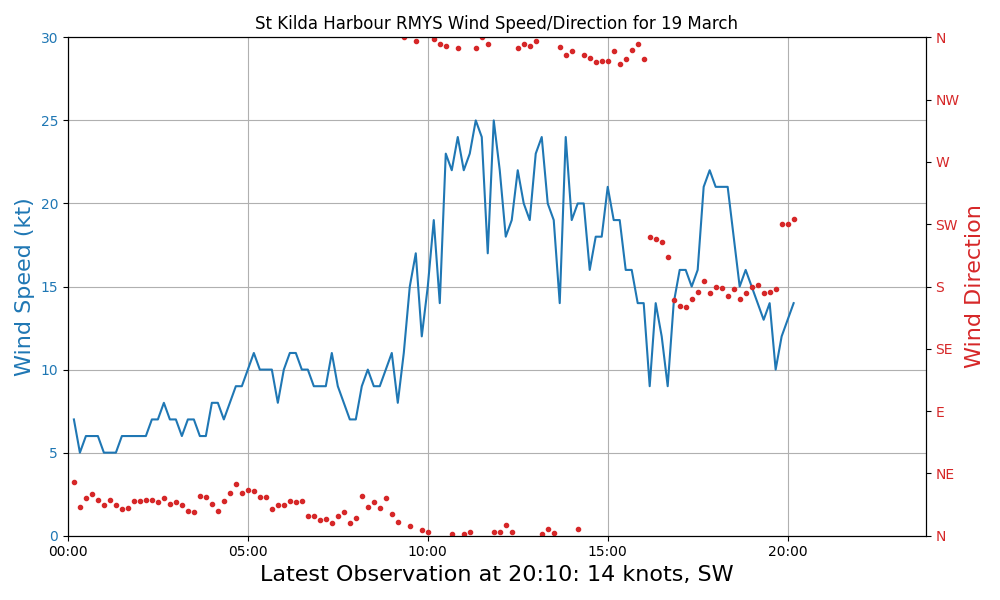 St Kilda Harbour RMYS Wind Speed/Direction for 19 March
30
25
20
15
10
5
0
Wind Speed (kt)
N
NW
W
SW
S
SE
E
NE
N
Wind Direction
00:00 05:00 10:00 15:00 20:00
Latest Observation at 20:10: 14 knots, SW